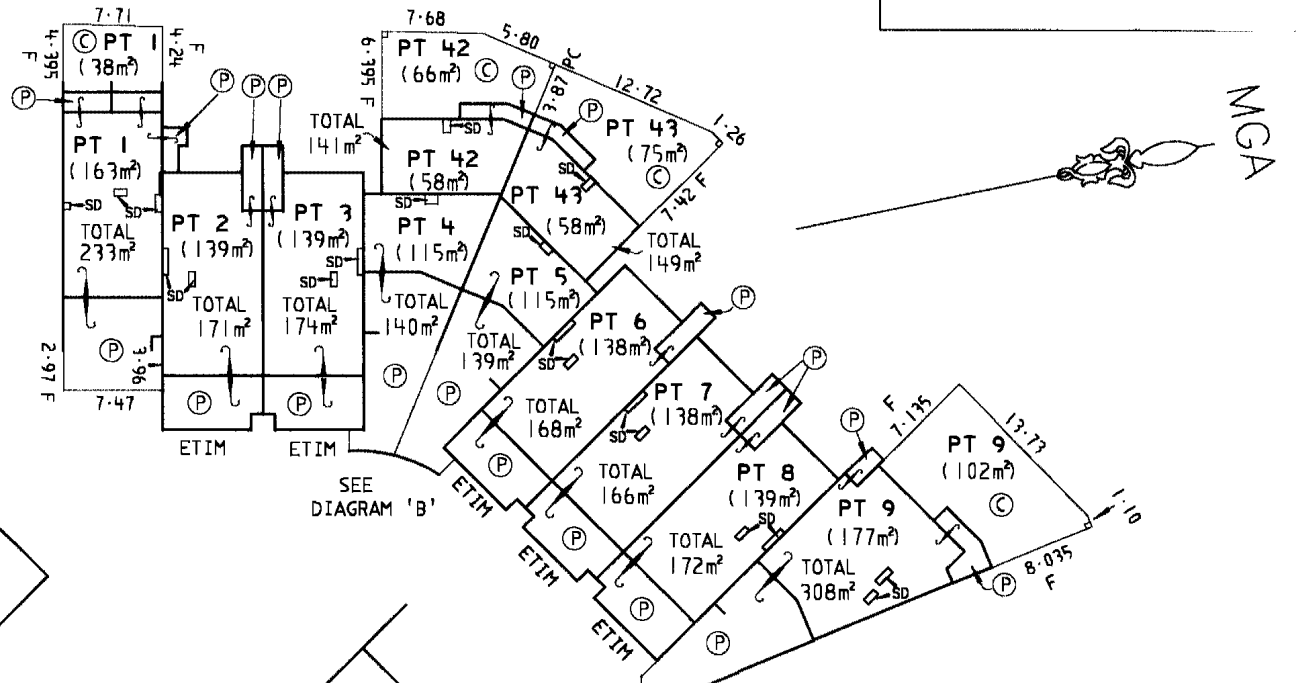 7·71
4·395
F
© PT 1
(38m²)
4·24
F
Ⓟ
Ⓟ
Ⓟ
Ⓟ
PT 1
(163m²)
SD
SD
TOTAL
233m²
Ⓟ
2·97 F
7·47
3·96
PT 2
(139m²)
SD
TOTAL
171m²
Ⓟ
ETIM
PT 3
(139m²)
SD
SD
TOTAL
174m²
Ⓟ
ETIM
7·68
5·80
6·395 F
PT 42
(66m²)
©
Ⓟ
3·87
PC
TOTAL
141m²
SD
PT 42
(58m²)
SD
PT 4
(115m²)
TOTAL
140m²
Ⓟ
12·72
1·26
Ⓟ
PT 43
(75m²)
©
SD
7·42 F
PT 43
(58m²)
SD
TOTAL
149m²
PT 5
(115m²)
TOTAL
139m²
Ⓟ
SEE
DIAGRAM 'B'
PT 6
(138m²)
SD
TOTAL
168m²
Ⓟ
ETIM
Ⓟ
PT 7
(138m²)
SD
TOTAL
166m²
Ⓟ
ETIM
Ⓟ
PT 8
(139m²)
SD
TOTAL
172m²
Ⓟ
ETIM
Ⓟ
F
7·135
13·73
PT 9
(102m²)
©
1·10
8·035
F
PT 9
(177m²)
TOTAL
308m²
SD
Ⓟ
Ⓟ
MGA